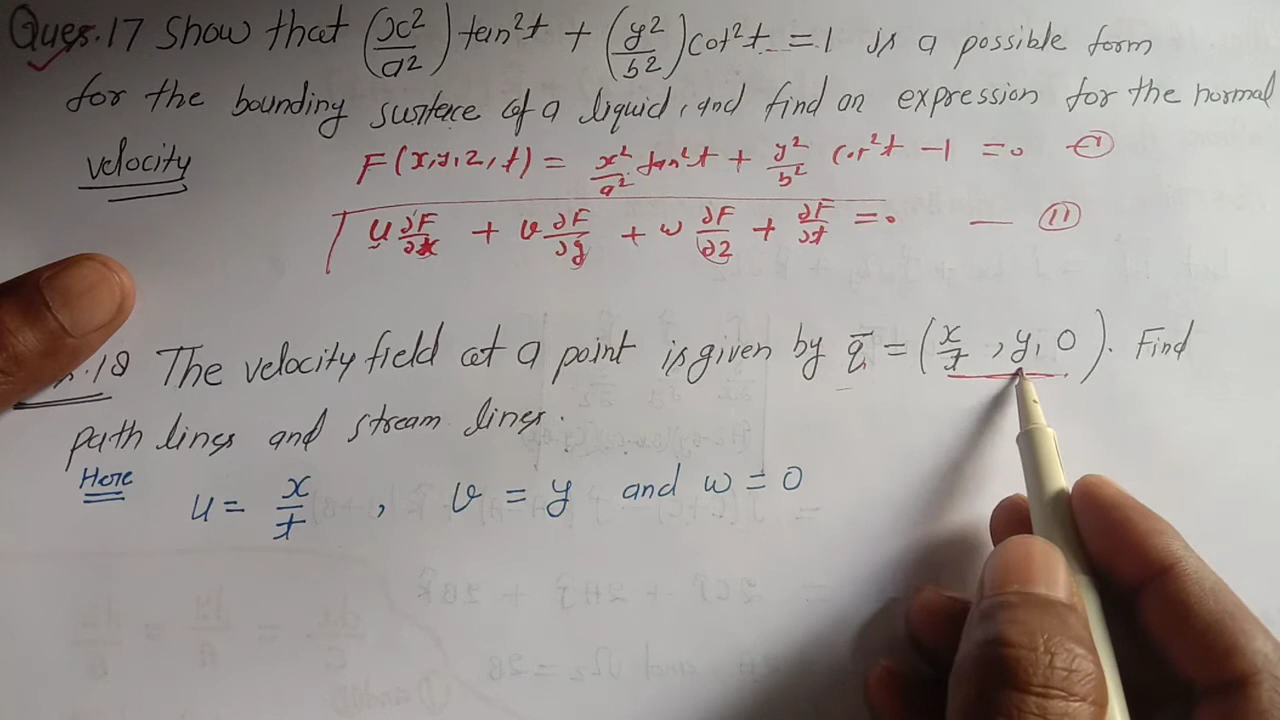 Ques.17 Show that (x²/a²) tan²t + (y²/b²) cot²t = 1 is a possible form
for the bounding surface of a liquid, and find an expression for the normal
velocity
F(x,y,z,t) = x²/a² tan²t + y²/b² cot²t - 1 = 0
u ∂F/∂x + v ∂F/∂y + w ∂F/∂z + ∂F/∂t = 0 — (11)
.18 The velocity field at a point is given by q̄ = (x/t, y, 0). Find
path lines and stream lines.
Here
u = x/t, v = y and w = 0